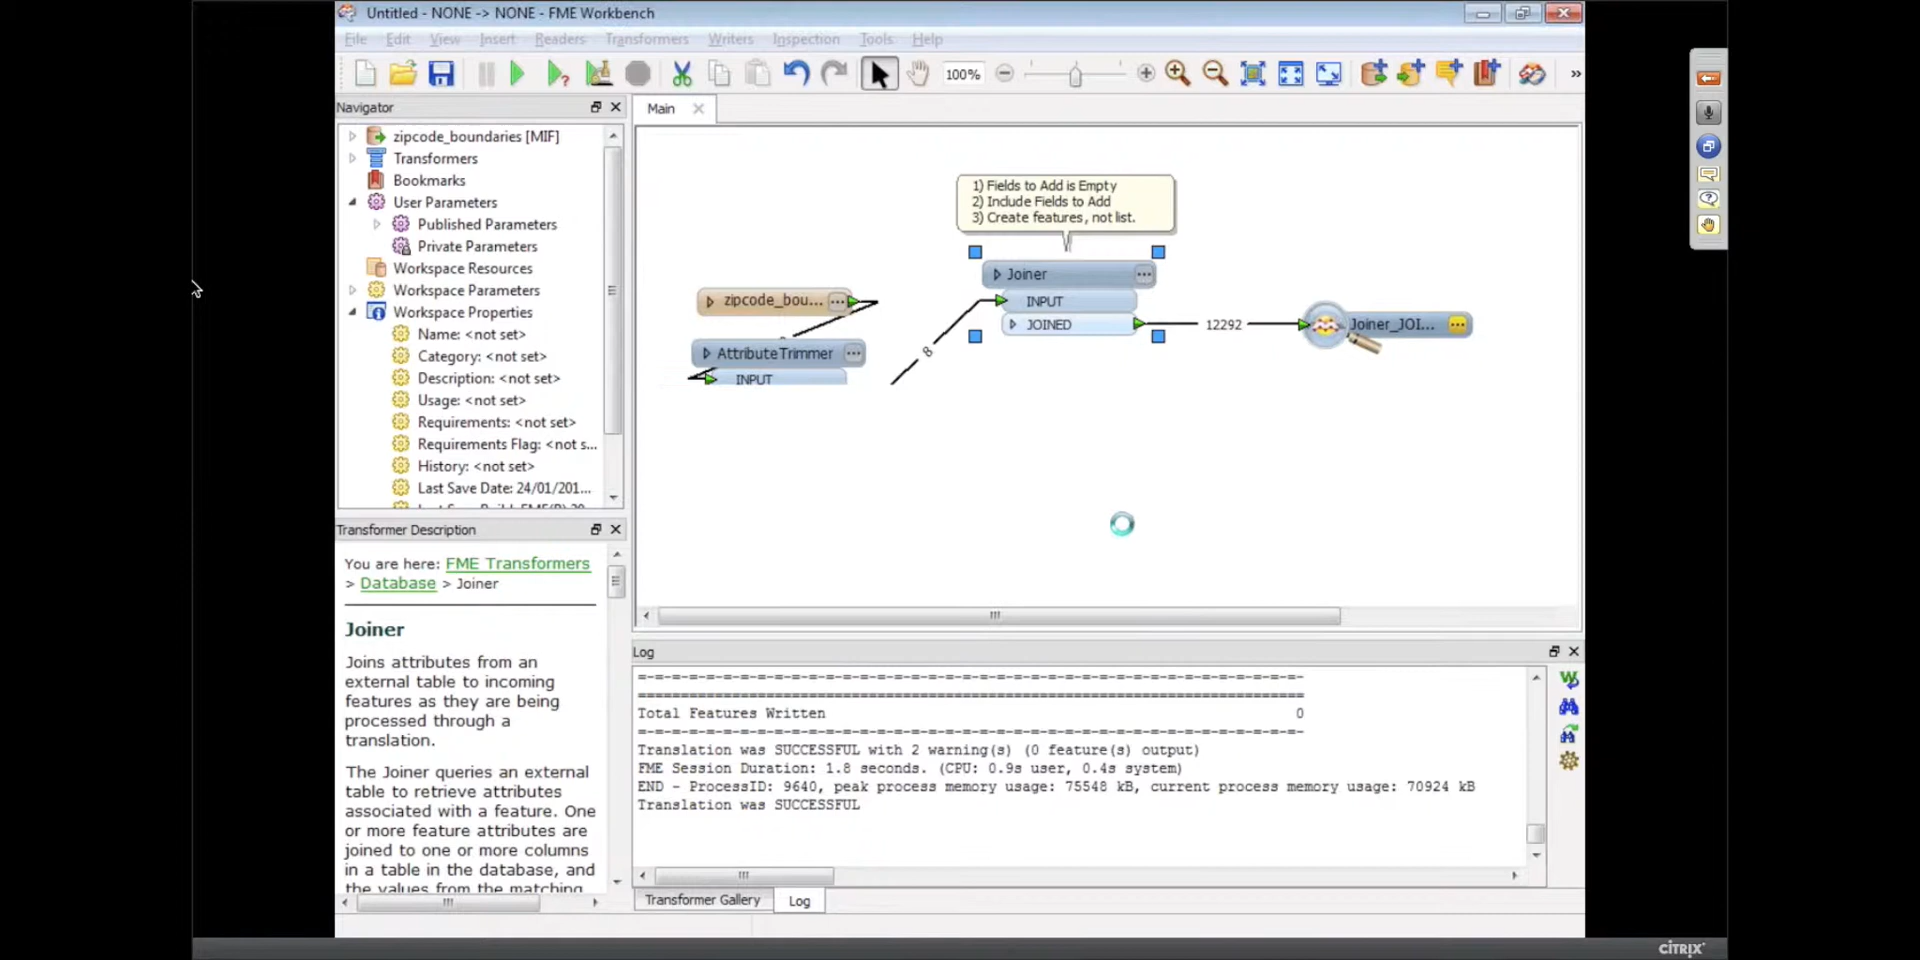 Untitled - NONE -> NONE - FME Workbench
File Edit View Insert Readers Transformers Writers Inspection Tools Help
100%
»
Navigator
zipcode_boundaries [MIF]
Transformers
Bookmarks
User Parameters
Published Parameters
Private Parameters
Workspace Resources
Workspace Parameters
Workspace Properties
Name: <not set>
Category: <not set>
Description: <not set>
Usage: <not set>
Requirements: <not set>
Requirements Flag: <not s...
History: <not set>
Last Save Date: 24/01/201...
Transformer Description
You are here: FME Transformers
> Database > Joiner
Joiner
Joins attributes from an
external table to incoming
features as they are being
processed through a
translation.
The Joiner queries an external
table to retrieve attributes
associated with a feature. One
or more feature attributes are
joined to one or more columns
in a table in the database, and
the values from the matching
Main
1) Fields to Add is Empty
2) Include Fields to Add
3) Create features, not list.
Joiner
INPUT
JOINED
zipcode_bou...
AttributeTrimmer
INPUT
8
12292
Joiner_JOI...
Log
=-=-=-=-=-=-=-=-=-=-=-=-=-=-=-=-=-=-=-=-=-=-=-=-=-=-=-=-=-=-=-=-=-=-=-=-=-=-
==============================================================================
Total Features Written 0
=-=-=-=-=-=-=-=-=-=-=-=-=-=-=-=-=-=-=-=-=-=-=-=-=-=-=-=-=-=-=-=-=-=-=-=-=-=-
Translation was SUCCESSFUL with 2 warning(s) (0 feature(s) output)
FME Session Duration: 1.8 seconds. (CPU: 0.9s user, 0.4s system)
END - ProcessID: 9640, peak process memory usage: 75548 kB, current process memory usage: 70924 kB
Translation was SUCCESSFUL
Transformer Gallery
Log
CITRIX